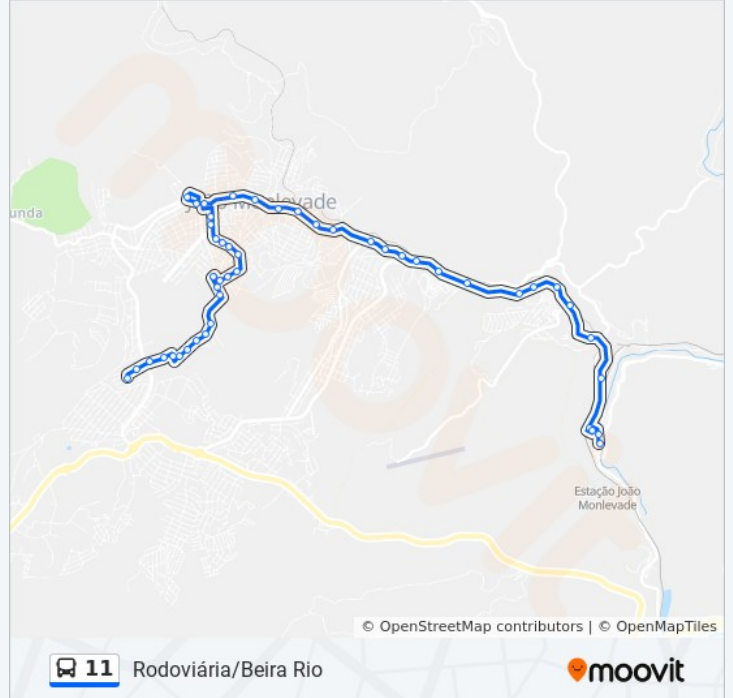 João Monlevade
unda
Estação João
Monlevade
© OpenStreetMap contributors | © OpenMapTiles
11 Rodoviária/Beira Rio
moovit